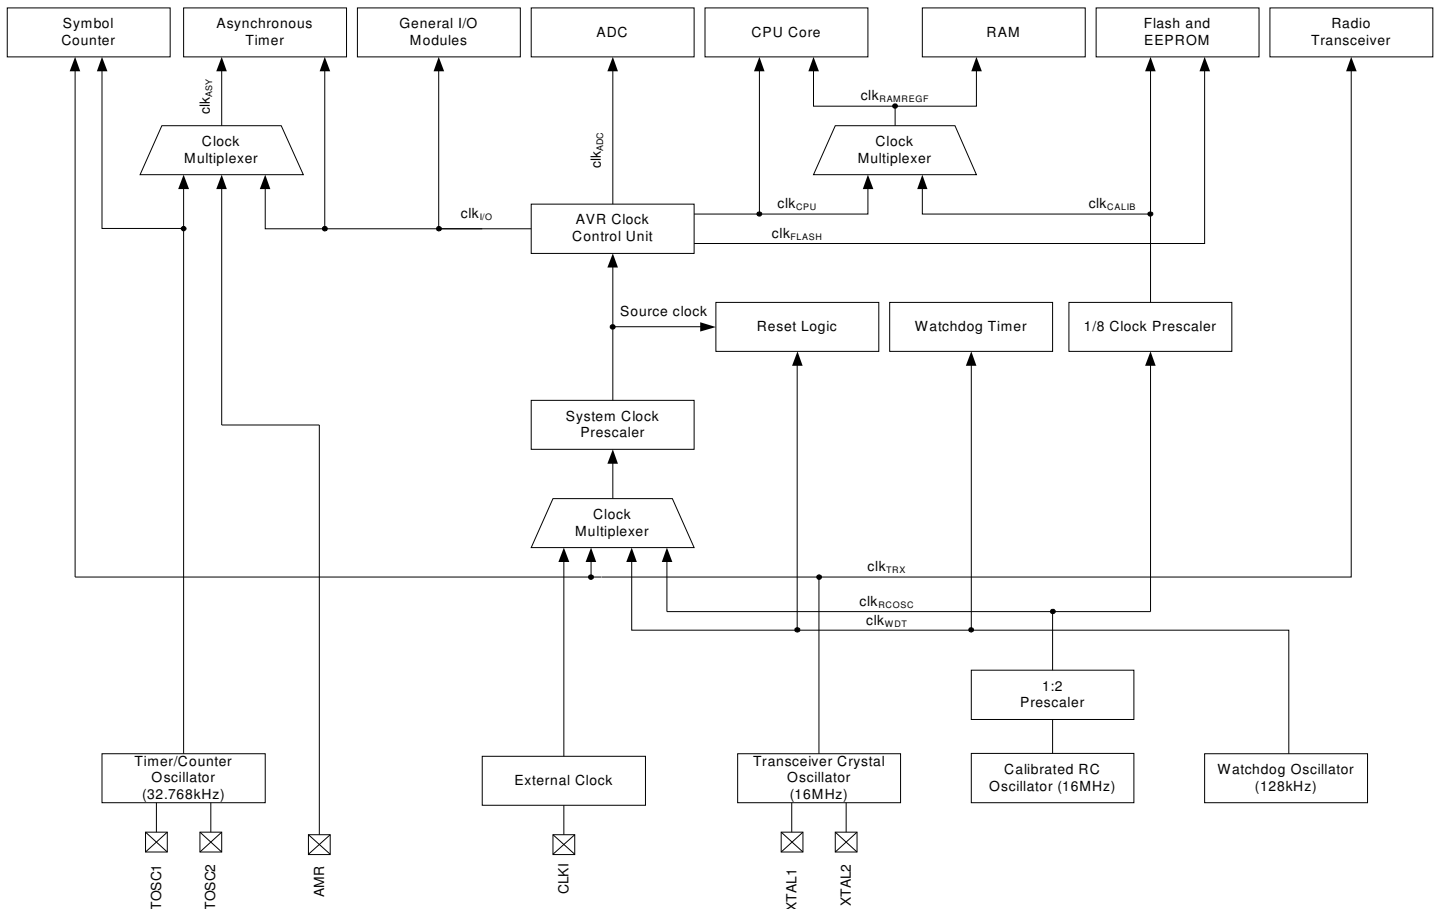 Symbol
Counter
Asynchronous
Timer
General I/O
Modules
ADC
CPU Core
RAM
Flash and
EEPROM
Radio
Transceiver
clkASY
clkRAMREGF
Clock
Multiplexer
clkADC
Clock
Multiplexer
clkI/O
AVR Clock
Control Unit
clkCPU
clkCALIB
clkFLASH
Source clock
Reset Logic
Watchdog Timer
1/8 Clock Prescaler
System Clock
Prescaler
Clock
Multiplexer
clkTRX
clkRCOSC
clkWDT
1:2
Prescaler
Timer/Counter
Oscillator
(32.768kHz)
External Clock
Transceiver Crystal
Oscillator
(16MHz)
Calibrated RC
Oscillator (16MHz)
Watchdog Oscillator
(128kHz)
TOSC1
TOSC2
AMR
CLKI
XTAL1
XTAL2